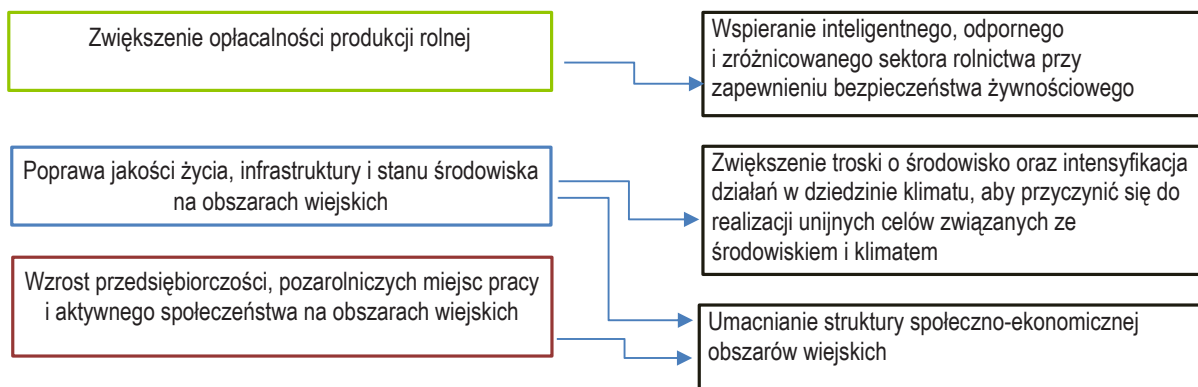 Zwiększenie opłacalności produkcji rolnej
Wspieranie inteligentnego, odpornego
i zróżnicowanego sektora rolnictwa przy
zapewnieniu bezpieczeństwa żywnościowego
Poprawa jakości życia, infrastruktury i stanu środowiska
na obszarach wiejskich
Zwiększenie troski o środowisko oraz intensyfikacja
działań w dziedzinie klimatu, aby przyczynić się do
realizacji unijnych celów związanych ze
środowiskiem i klimatem
Wzrost przedsiębiorczości, pozarolniczych miejsc pracy
i aktywnego społeczeństwa na obszarach wiejskich
Umacnianie struktury społeczno-ekonomicznej
obszarów wiejskich